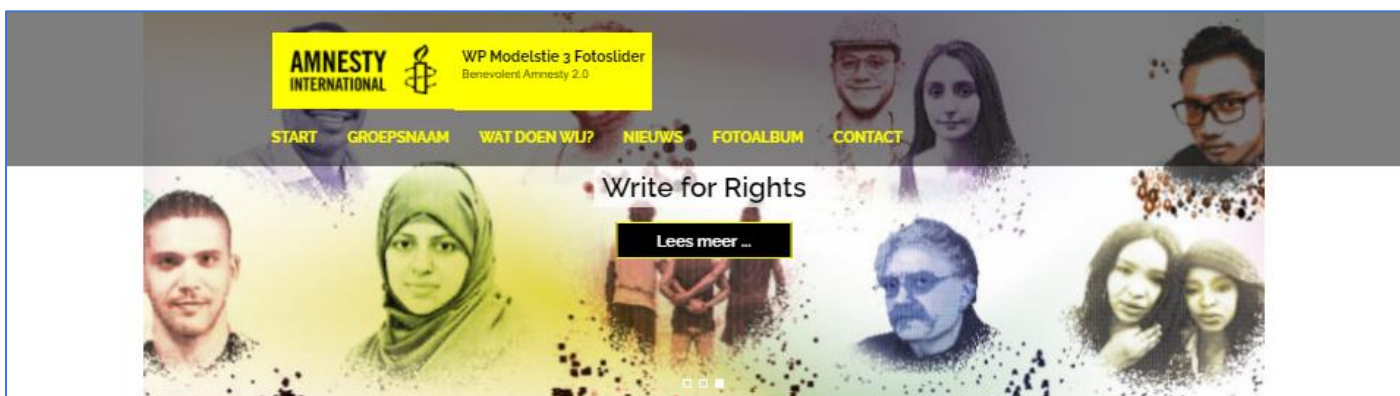 AMNESTY
INTERNATIONAL
WP Modelstie 3 Fotoslider
Benevolent Amnesty 2.0
START GROEPSNAAM WAT DOEN WIJ? NIEUWS FOTOALBUM CONTACT
Write for Rights
Lees meer ...